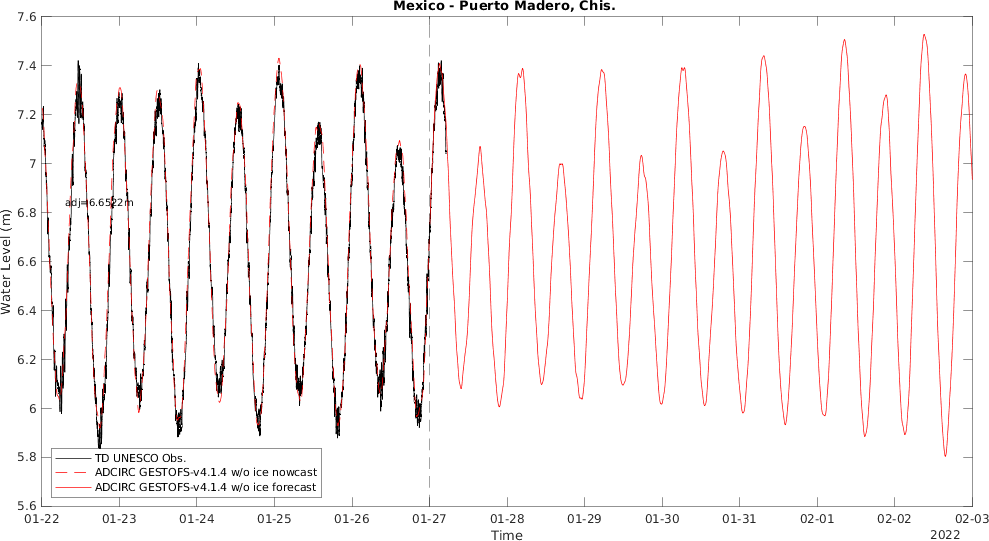 Mexico - Puerto Madero, Chis.
7.6
7.4
7.2
7
6.8
6.6
6.4
6.2
6
5.8
5.6
Water Level (m)
adj=6.6522m
TD UNESCO Obs.
ADCIRC GESTOFS-v4.1.4 w/o ice nowcast
ADCIRC GESTOFS-v4.1.4 w/o ice forecast
01-22 01-23 01-24 01-25 01-26 01-27 01-28 01-29 01-30 01-31 02-01 02-02 02-03
Time
2022